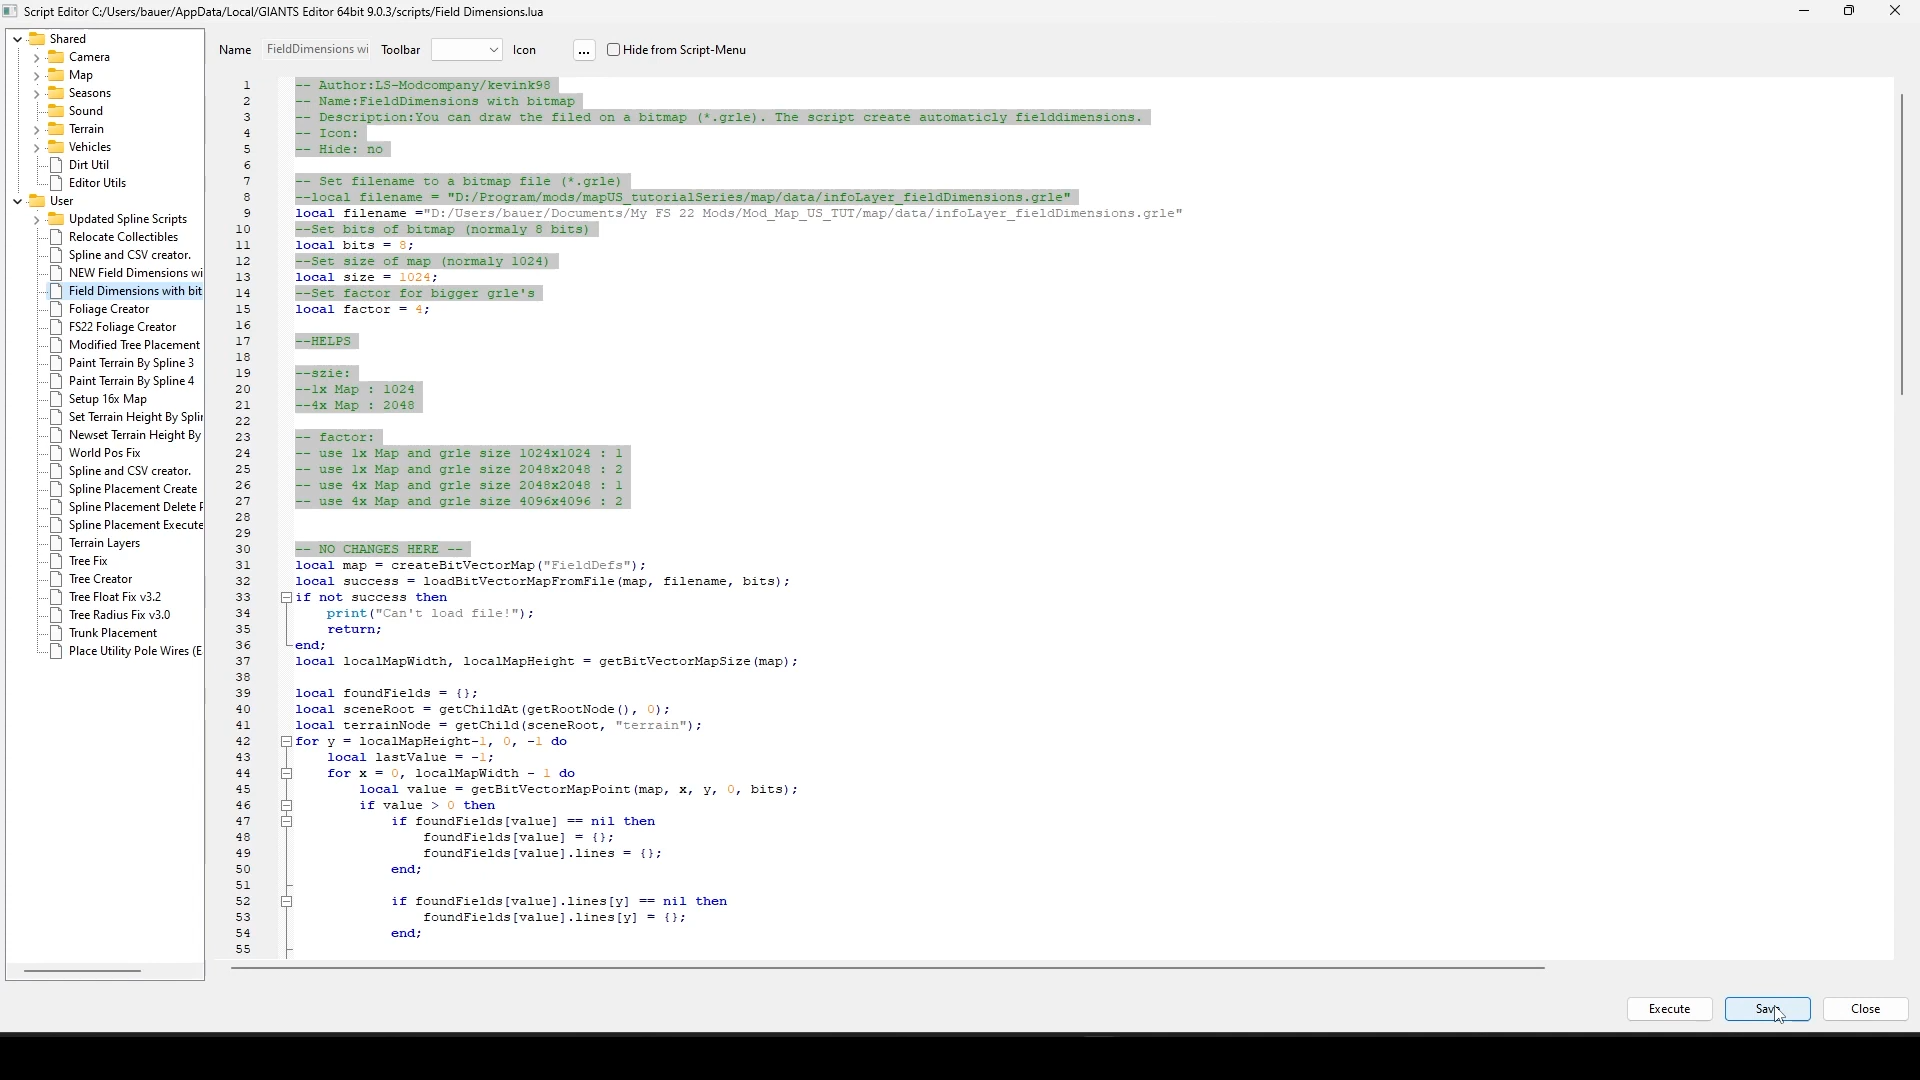 Script Editor C:/Users/bauer/AppData/Local/GIANTS Editor 64bit 9.0.3/scripts/Field Dimensions.lua
Shared
Camera
Map
Seasons
Sound
Terrain
Vehicles
Dirt Util
Editor Utils
User
Updated Spline Scripts
Relocate Collectibles
Spline and CSV creator.
NEW Field Dimensions wi
Field Dimensions with bit
Foliage Creator
FS22 Foliage Creator
Modified Tree Placement
Paint Terrain By Spline 3
Paint Terrain By Spline 4
Setup 16x Map
Set Terrain Height By Splin
Newset Terrain Height By
World Pos Fix
Spline and CSV creator.
Spline Placement Create
Spline Placement Delete
Spline Placement Execute
Terrain Layers
Tree Fix
Tree Creator
Tree Float Fix v3.2
Tree Radius Fix v3.0
Trunk Placement
Place Utility Pole Wires (E
Name FieldDimensions wi Toolbar Icon ... Hide from Script-Menu
1 -- Author:LS-Modcompany/kevink98
2 -- Name:FieldDimensions with bitmap
3 -- Description:You can draw the filed on a bitmap (*.grle). The script create automaticly fielddimensions.
4 -- Icon:
5 -- Hide: no
6
7 -- Set filename to a bitmap file (*.grle)
8 --local filename = "D:/Program/mods/mapUS_tutorialSeries/map/data/infoLayer_fieldDimensions.grle"
9 local filename ="D:/Users/bauer/Documents/My FS 22 Mods/Mod_Map_US_TUT/map/data/infoLayer_fieldDimensions.grle"
10 --Set bits of bitmap (normaly 8 bits)
11 local bits = 8;
12 --Set size of map (normaly 1024)
13 local size = 1024;
14 --Set factor for bigger grle's
15 local factor = 4;
16
17 --HELPS
18
19 --szie:
20 --1x Map : 1024
21 --4x Map : 2048
22
23 -- factor:
24 -- use 1x Map and grle size 1024x1024 : 1
25 -- use 1x Map and grle size 2048x2048 : 2
26 -- use 4x Map and grle size 2048x2048 : 1
27 -- use 4x Map and grle size 4096x4096 : 2
28
29
30 -- NO CHANGES HERE --
31 local map = createBitVectorMap("FieldDefs");
32 local success = loadBitVectorMapFromFile(map, filename, bits);
33 if not success then
34 print("Can't load file!");
35 return;
36 end;
37 local localMapWidth, localMapHeight = getBitVectorMapSize(map);
38
39 local foundFields = {};
40 local sceneRoot = getChildAt(getRootNode(), 0);
41 local terrainNode = getChild(sceneRoot, "terrain");
42 for y = localMapHeight-1, 0, -1 do
43 local lastValue = -1;
44 for x = 0, localMapWidth - 1 do
45 local value = getBitVectorMapPoint(map, x, y, 0, bits);
46 if value > 0 then
47 if foundFields[value] == nil then
48 foundFields[value] = {};
49 foundFields[value].lines = {};
50 end;
51
52 if foundFields[value].lines[y] == nil then
53 foundFields[value].lines[y] = {};
54 end;
55
Execute Save Close